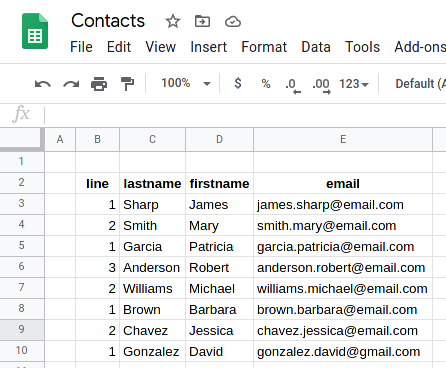 Contacts
File Edit View Insert Format Data Tools Add-ons
100% $ % .0 .00 123 Default (A
fx
A B C D E
1
2 line lastname firstname email
3 1 Sharp James james.sharp@email.com
4 2 Smith Mary smith.mary@email.com
5 1 Garcia Patricia garcia.patricia@email.com
6 3 Anderson Robert anderson.robert@email.com
7 2 Williams Michael williams.michael@email.com
8 1 Brown Barbara brown.barbara@email.com
9 2 Chavez Jessica chavez.jessica@email.com
10 1 Gonzalez David gonzalez.david@gmail.com